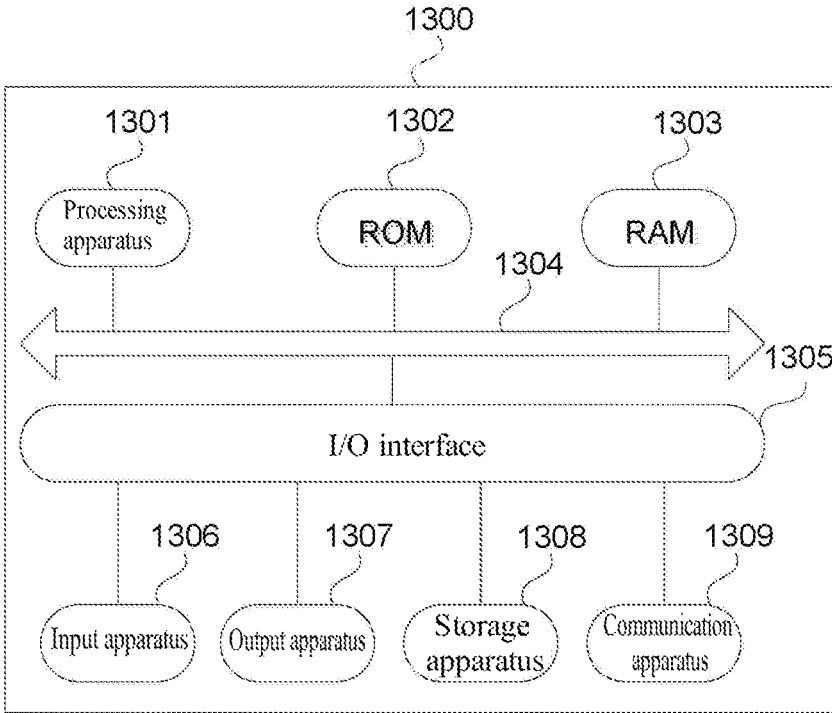 1300
1301
1302
1303
Processing
apparatus
ROM
RAM
1304
1305
I/O interface
1306
1307
1308
1309
Input apparatus
Output apparatus
Storage
apparatus
Communication
apparatus